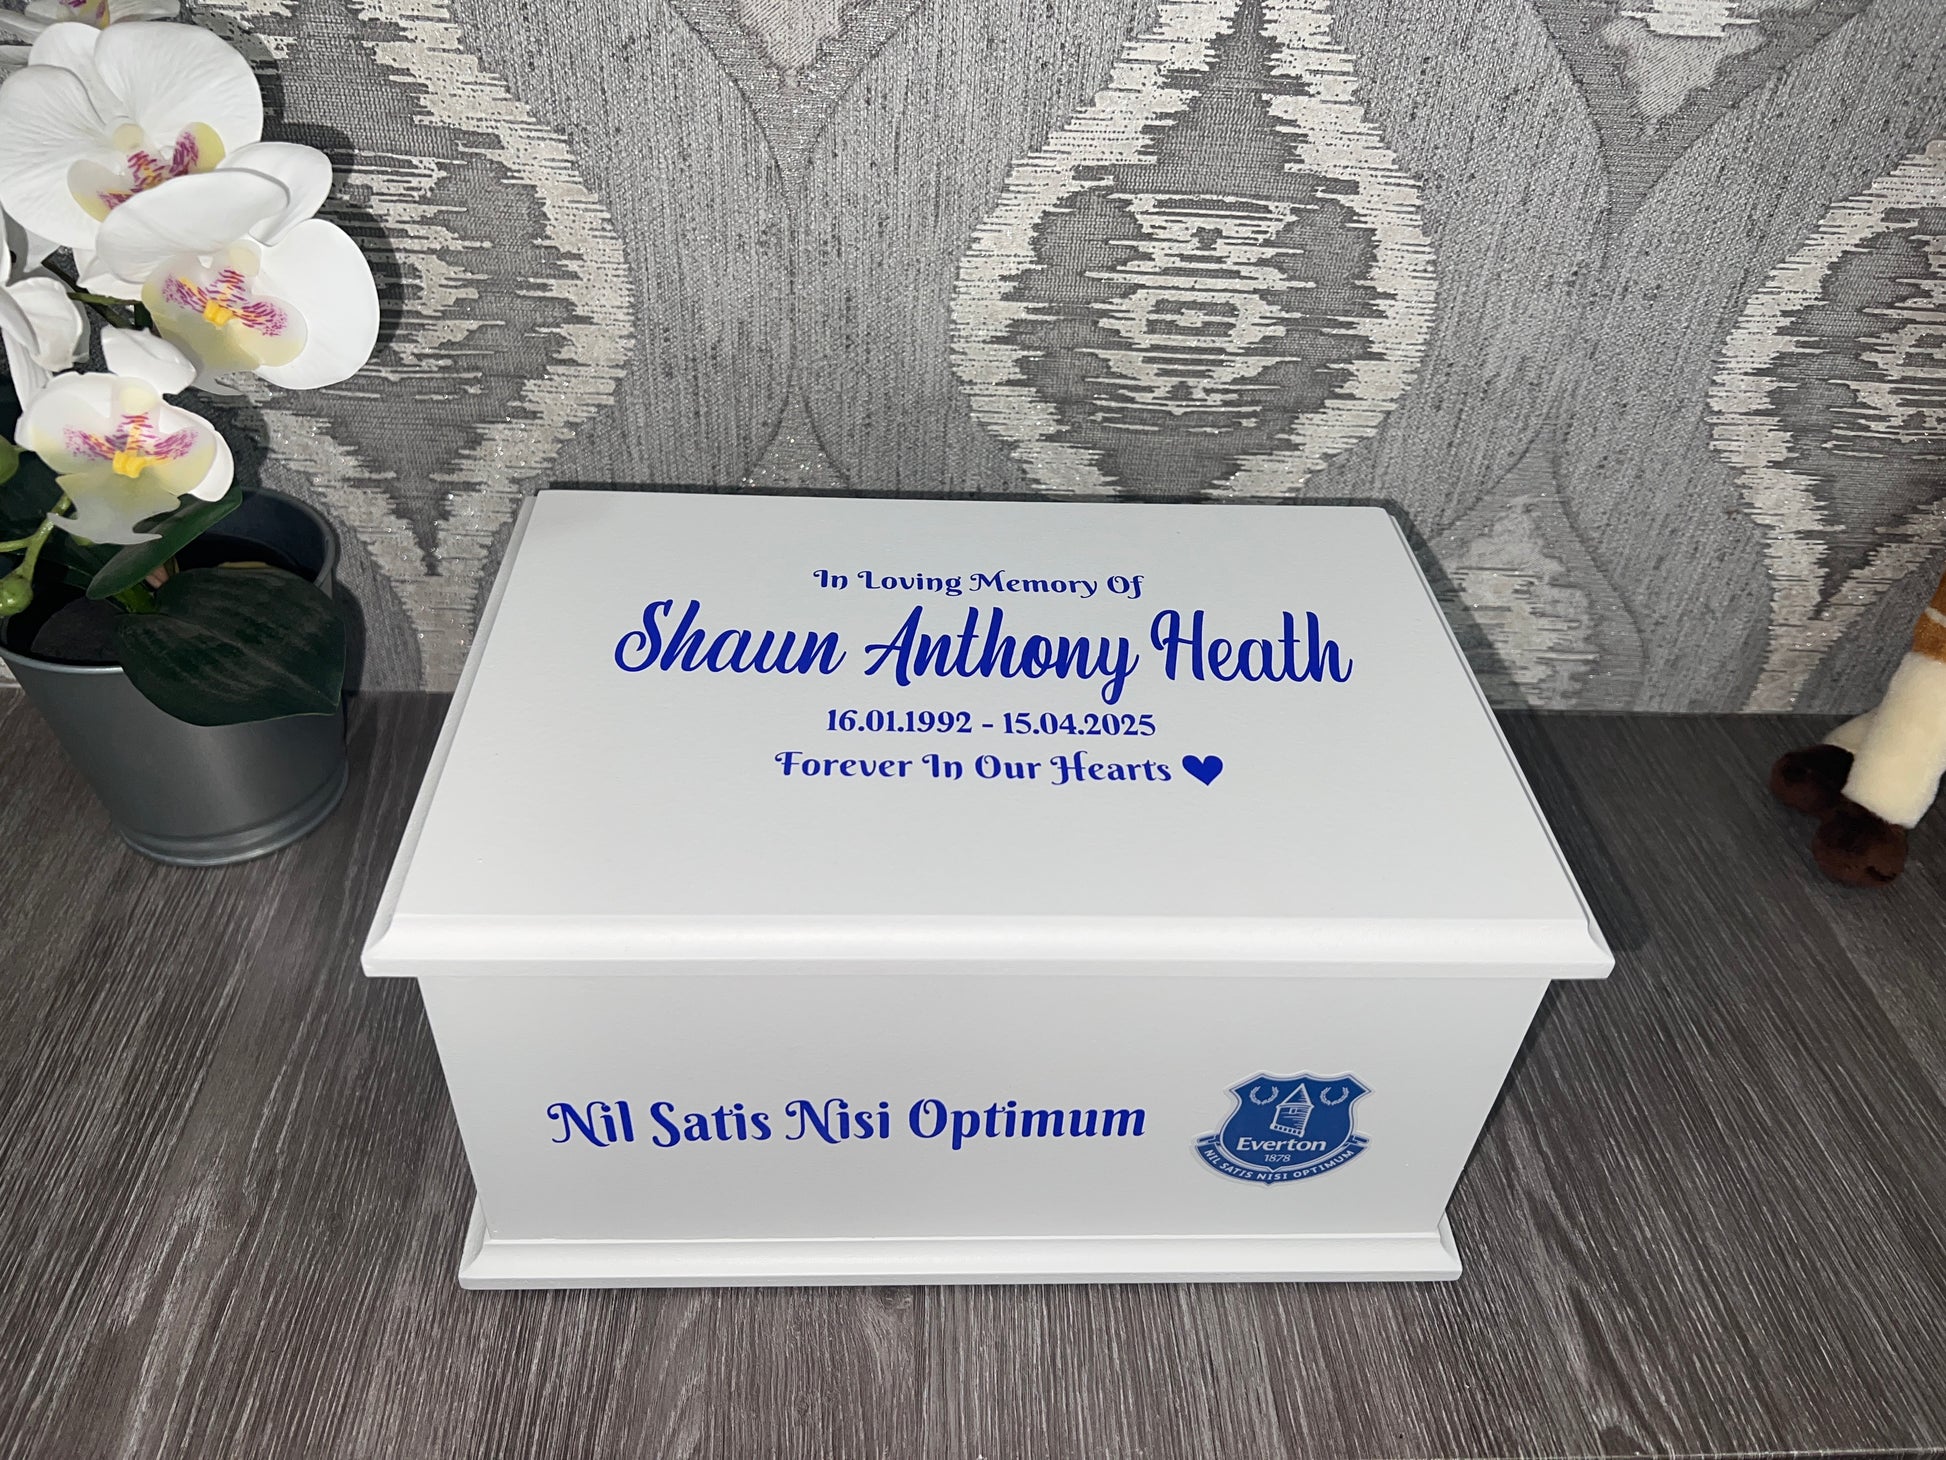 In Loving Memory Of
Shaun Anthony Heath
16.01.1992 - 15.04.2025
Forever In Our Hearts
Nil Satis Nisi Optimum
Everton
1878
NIL SATIS NISI OPTIMUM